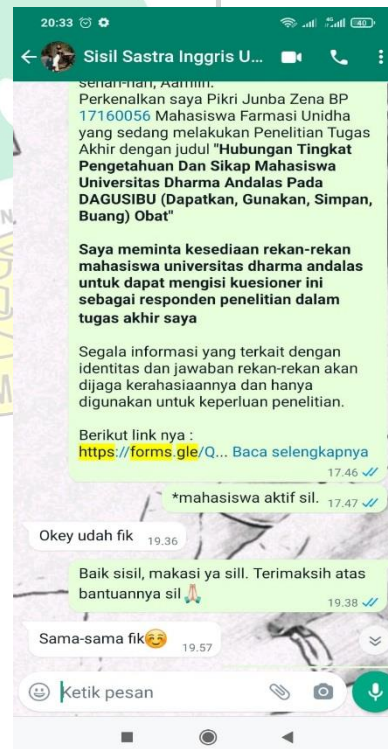 20:33
40
Sisil Sastra Inggris U...
sehari-hari, Aamiin.
Perkenalkan saya Pikri Junba Zena BP
17160056 Mahasiswa Farmasi Unidha
yang sedang melakukan Penelitian Tugas
Akhir dengan judul "Hubungan Tingkat
Pengetahuan Dan Sikap Mahasiswa
Universitas Dharma Andalas Pada
DAGUSIBU (Dapatkan, Gunakan, Simpan,
Buang) Obat"
Saya meminta kesediaan rekan-rekan
mahasiswa universitas dharma andalas
untuk dapat mengisi kuesioner ini
sebagai responden penelitian dalam
tugas akhir saya
Segala informasi yang terkait dengan
identitas dan jawaban rekan-rekan akan
dijaga kerahasiaannya dan hanya
digunakan untuk keperluan penelitian.
Berikut link nya :
https://forms.gle/Q... Baca selengkapnya
17.46
*mahasiswa aktif sil. 17.47
Okey udah fik 19.36
Baik sisil, makasi ya sill. Terimaksih atas
bantuannya sil🙏🏻
19.38
Sama-sama fik☺️ 19.57
Ketik pesan